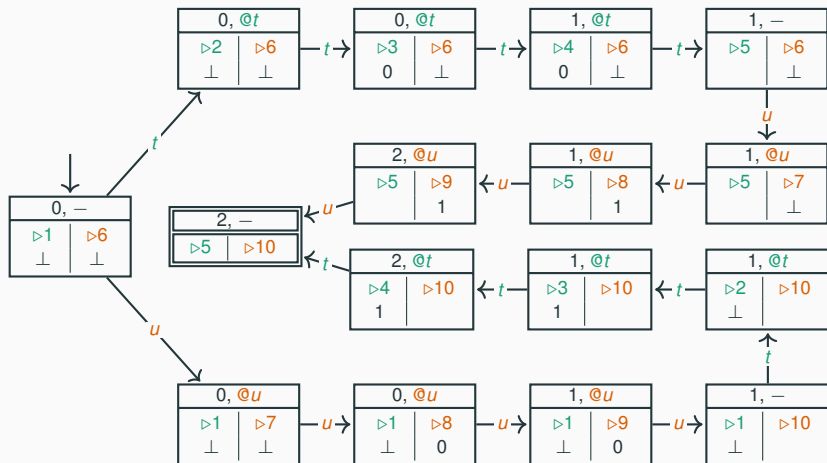 0, @t 0, @t 1, @t 1, −
▷2 ▷6 t ▷3 ▷6 t ▷4 ▷6 t ▷5 ▷6
⊥ ⊥ 0 ⊥ 0 ⊥ ⊥
u
t
2, @u 1, @u 1, @u
▷5 ▷9 u ▷5 ▷8 u ▷5 ▷7
1 1 ⊥
0, − 2, − u
▷1 ▷6 ▷5 ▷10
⊥ ⊥
2, @t 1, @t 1, @t
t ▷4 ▷10 t ▷3 ▷10 t ▷2 ▷10
1 1 ⊥
u
t
0, @u 0, @u 1, @u 1, −
▷1 ▷7 u ▷1 ▷8 u ▷1 ▷9 u ▷1 ▷10
⊥ ⊥ ⊥ 0 ⊥ 0 ⊥